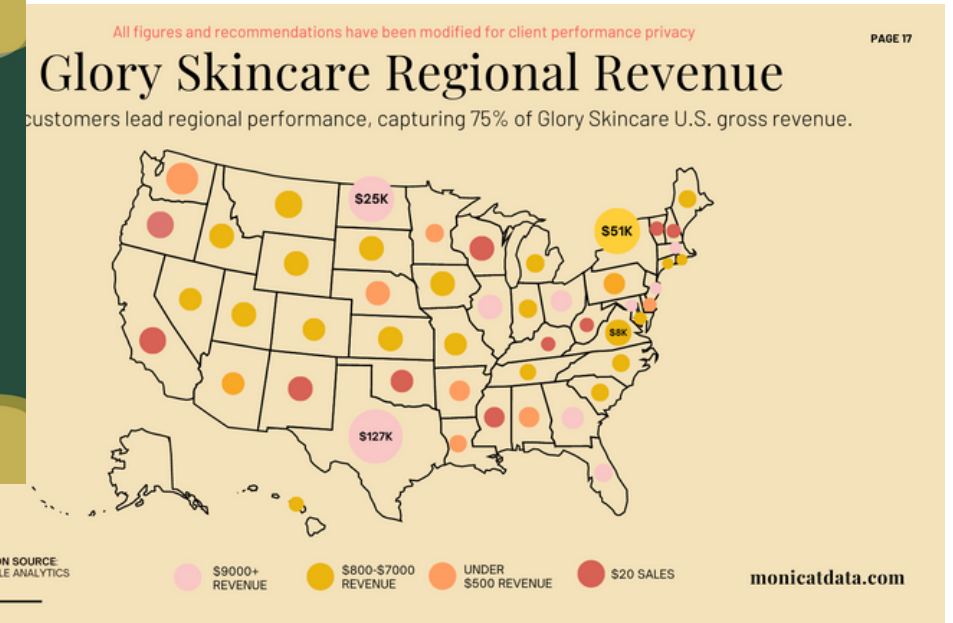 All figures and recommendations have been modified for client performance privacy
PAGE 17
Glory Skincare Regional Revenue
customers lead regional performance, capturing 75% of Glory Skincare U.S. gross revenue.
$25K
$51K
$8K
$127K
ON SOURCE:
LE ANALYTICS
$9000+
REVENUE
$800-$7000
REVENUE
UNDER
$500 REVENUE
$20 SALES
monicatdata.com